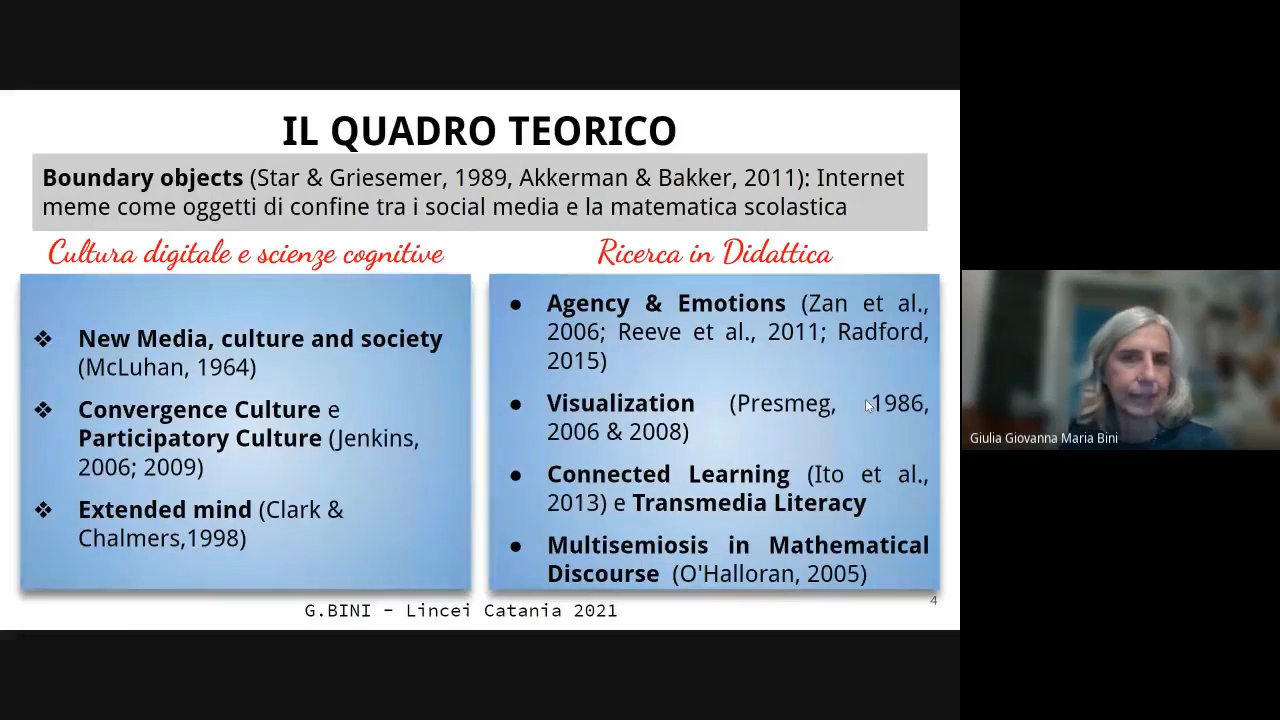 IL QUADRO TEORICO
Boundary objects (Star & Griesemer, 1989, Akkerman & Bakker, 2011): Internet
meme come oggetti di confine tra i social media e la matematica scolastica
Cultura digitale e scienze cognitive
❖ New Media, culture and society
(McLuhan, 1964)
❖ Convergence Culture e
Participatory Culture (Jenkins,
2006; 2009)
❖ Extended mind (Clark &
Chalmers,1998)
Ricerca in Didattica
● Agency & Emotions (Zan et al.,
2006; Reeve et al., 2011; Radford,
2015)
● Visualization (Presmeg, 1986,
2006 & 2008)
● Connected Learning (Ito et al.,
2013) e Transmedia Literacy
● Multisemiosis in Mathematical
Discourse (O'Halloran, 2005)
G.BINI - Lincei Catania 2021
4
Giulia Giovanna Maria Bini